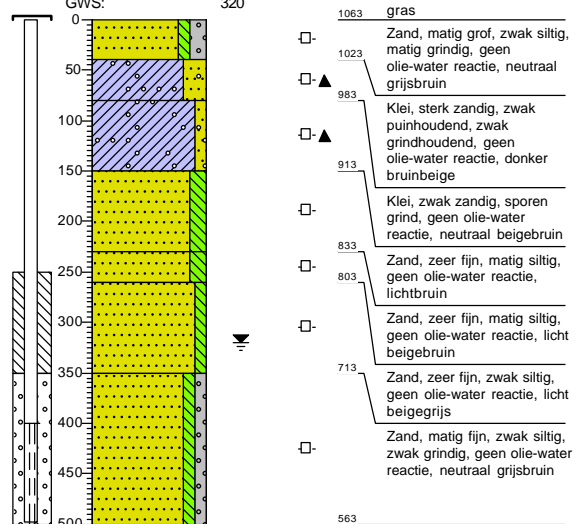 GWS: 320
0
50
100
150
200
250
300
350
400
450
500
1063 gras
Zand, matig grof, zwak siltig,
matig grindig, geen
olie-water reactie, neutraal
grijsbruin
1023
Klei, sterk zandig, zwak
puinhoudend, zwak
grindhoudend, geen
olie-water reactie, donker
bruinbeige
983
Klei, zwak zandig, sporen
grind, geen olie-water
reactie, neutraal beigebruin
913
Zand, zeer fijn, matig siltig,
geen olie-water reactie,
lichtbruin
833
Zand, zeer fijn, matig siltig,
geen olie-water reactie, licht
beigebruin
803
Zand, zeer fijn, zwak siltig,
geen olie-water reactie, licht
beigegrijs
713
Zand, matig fijn, zwak siltig,
zwak grindig, geen olie-water
reactie, neutraal grijsbruin
563